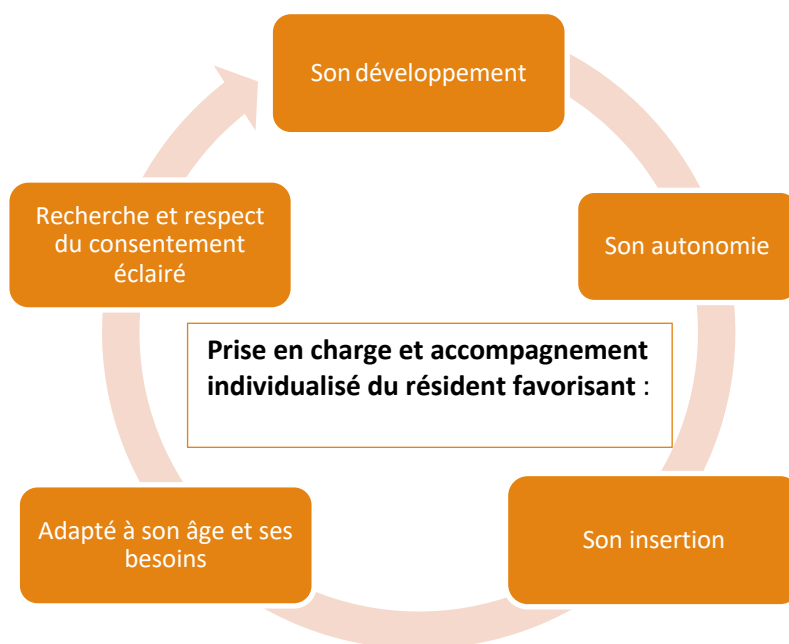 Son développement
Son autonomie
Son insertion
Adapté à son âge et ses
besoins
Recherche et respect
du consentement
éclairé
Prise en charge et accompagnement
individualisé du résident favorisant :